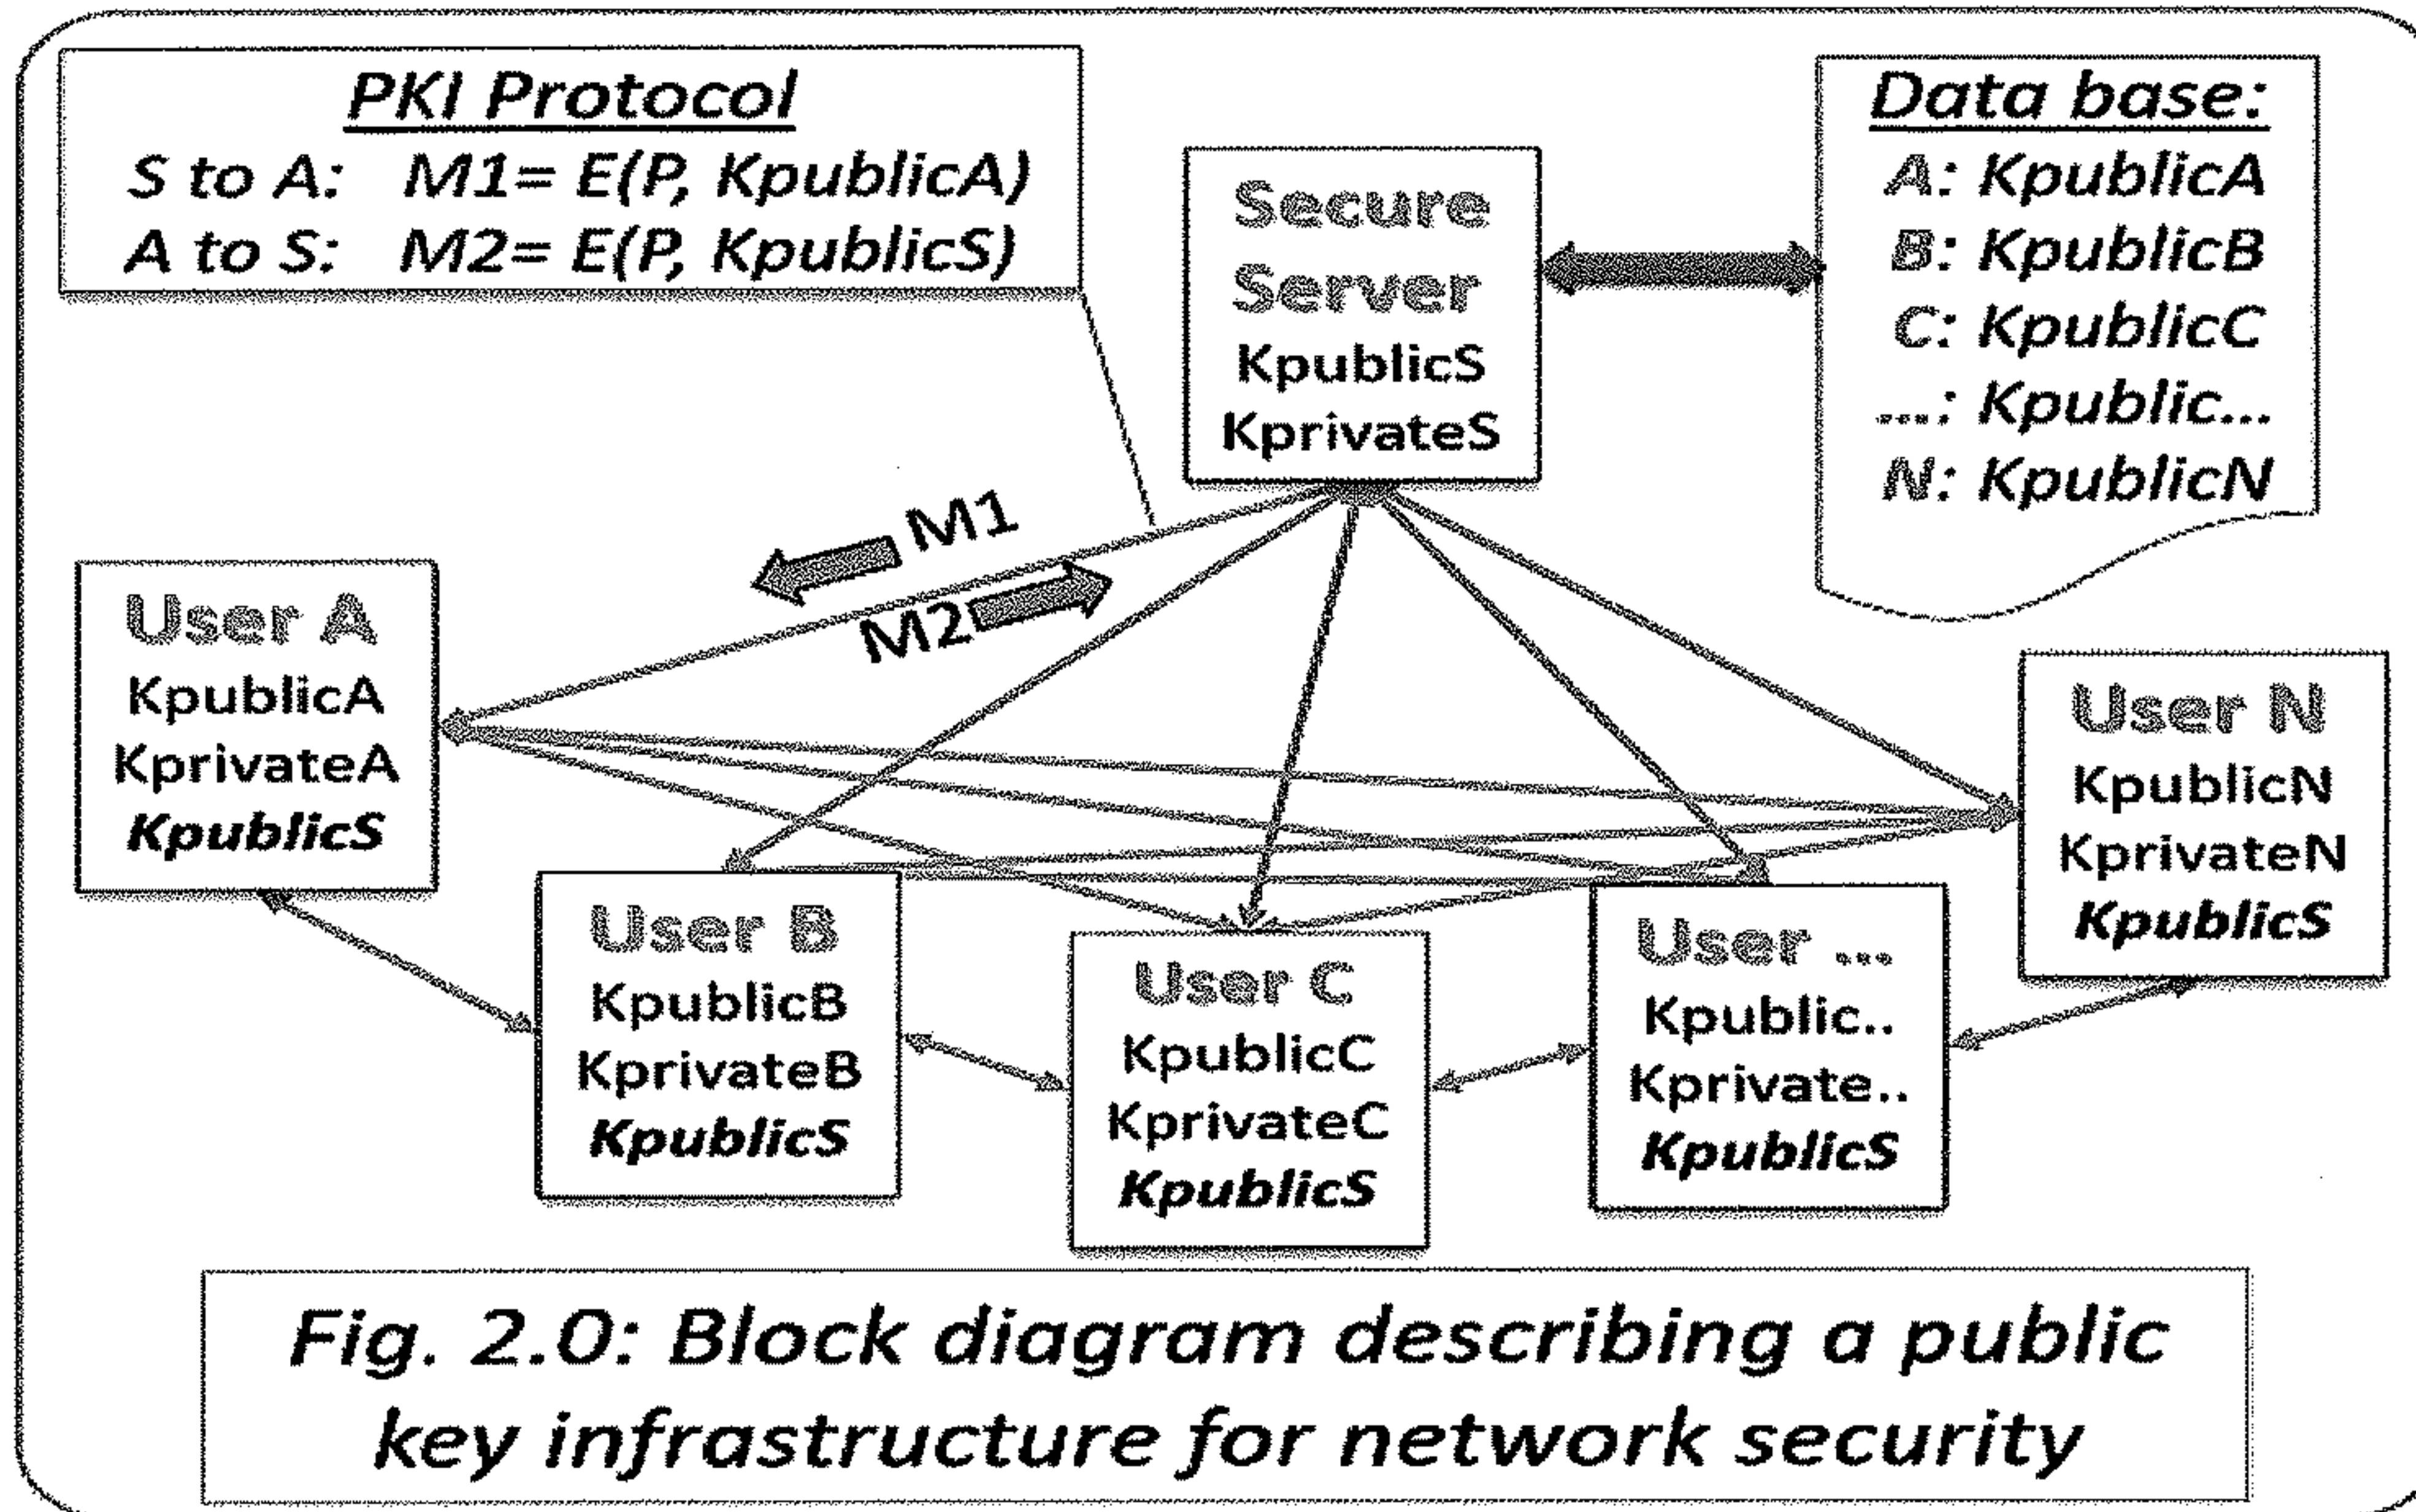 PKI Protocol
S to A: M1= E(P, KpublicA)
A to S: M2= E(P, KpublicS)
Data base:
A: KpublicA
B: KpublicB
C: KpublicC
...: Kpublic...
N: KpublicN
Secure
Server
KpublicS
KprivateS
M1
M2
User A
KpublicA
KprivateA
KpublicS
User B
KpublicB
KprivateB
KpublicS
User C
KpublicC
KprivateC
KpublicS
User ...
Kpublic..
Kprivate..
KpublicS
User N
KpublicN
KprivateN
KpublicS
Fig. 2.0: Block diagram describing a public
key infrastructure for network security